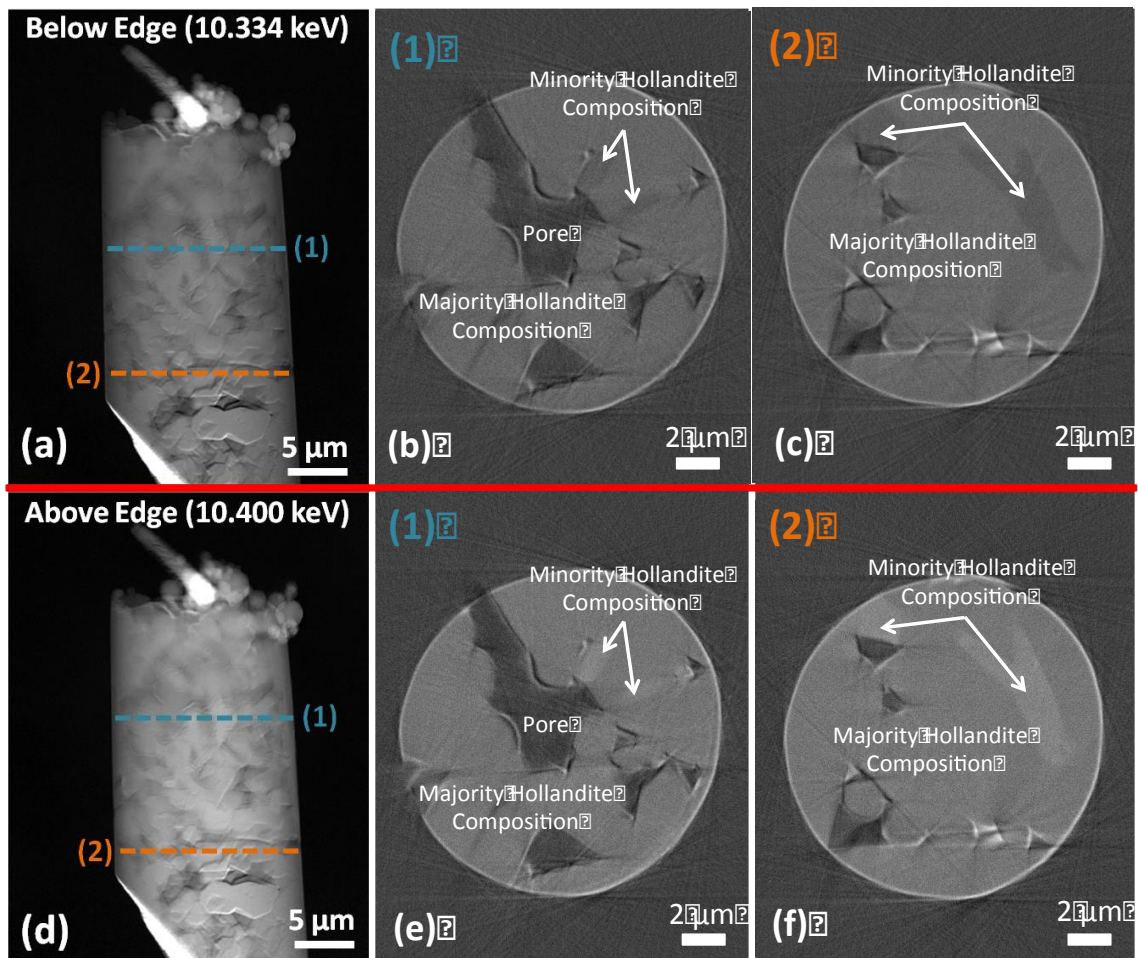 Below Edge (10.334 keV)
(1)
(2)
(a)
5 μm
(1)
Minority Hollandite
Composition
Pore
Majority Hollandite
Composition
(b)
2 μm
(2)
Minority Hollandite
Composition
Majority Hollandite
Composition
(c)
2 μm
Above Edge (10.400 keV)
(1)
(2)
(d)
5 μm
(1)
Minority Hollandite
Composition
Pore
Majority Hollandite
Composition
(e)
2 μm
(2)
Minority Hollandite
Composition
Majority Hollandite
Composition
(f)
2 μm